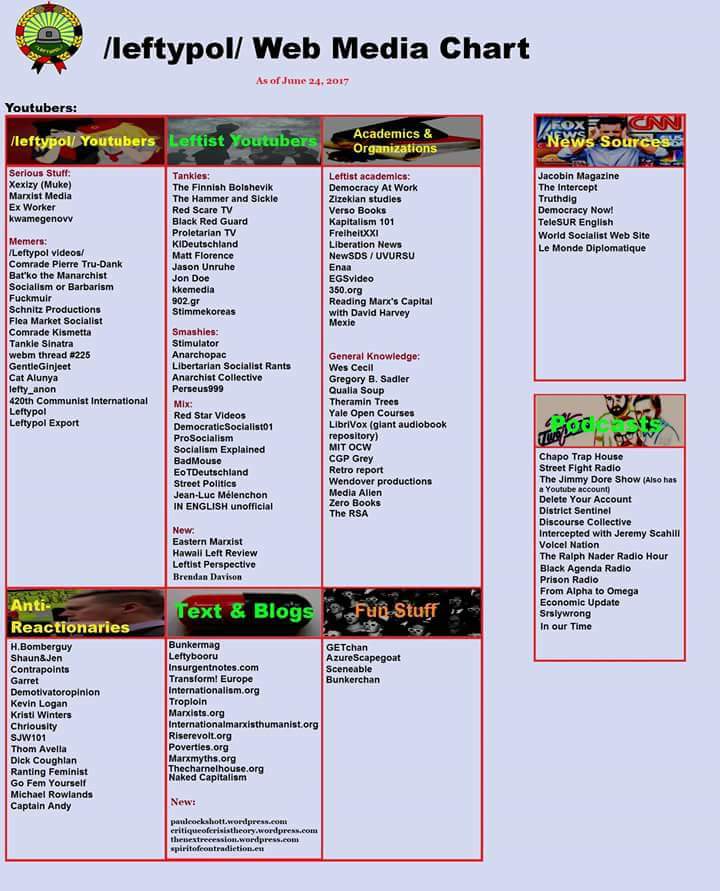 /leftypol/ Web Media Chart
As of June 24, 2017
Youtubers:
/leftypol/ Youtubers
Serious Stuff:
Xexizy (Muke)
Marxist Media
Ex Worker
kwamegenovv
Memers:
/Leftypol videos/
Comrade Pierre Tru-Dank
Bat'ko the Manarchist
Socialism or Barbarism
Fuckmuir
Schnitz Productions
Flea Market Socialist
Comrade Kismetta
Tankie Sinatra
webm thread #225
GentleGinjeet
Cat Alunya
lefty_anon
420th Communist International
Leftypol
Leftypol Export
Leftist Youtubers
Tankies:
The Finnish Bolshevik
The Hammer and Sickle
Red Scare TV
Black Red Guard
Proletarian TV
KIDeutschland
Matt Florence
Jason Unruhe
Jon Doe
kkemedia
902.gr
Stimmekoreas
Smashies:
Stimulator
Anarchopac
Libertarian Socialist Rants
Anarchist Collective
Perseus999
Mix:
Red Star Videos
DemocraticSocialist01
ProSocialism
Socialism Explained
BadMouse
EoTDeutschland
Street Politics
Jean-Luc Mélenchon
IN ENGLISH unofficial
New:
Eastern Marxist
Hawaii Left Review
Leftist Perspective
Brendan Davison
Academics &
Organizations
Leftist academics:
Democracy At Work
Zizekian studies
Verso Books
Kapitalism 101
FreiheitXXI
Liberation News
NewSDS / UVURSU
Enaa
EGSvideo
350.org
Reading Marx's Capital
with David Harvey
Mexie
General Knowledge:
Wes Cecil
Gregory B. Sadler
Qualia Soup
Theramin Trees
Yale Open Courses
LibriVox (giant audiobook
repository)
MIT OCW
CGP Grey
Retro report
Wendover productions
Media Alien
Zero Books
The RSA
Anti-
Reactionaries
H.Bomberguy
Shaun&Jen
Contrapoints
Garret
Demotivatoropinion
Kevin Logan
Kristi Winters
Chriousity
SJW101
Thom Avella
Dick Coughlan
Ranting Feminist
Go Fem Yourself
Michael Rowlands
Captain Andy
Text & Blogs
Bunkermag
Leftybooru
Insurgentnotes.com
Transform! Europe
Internationalism.org
Troploin
Marxists.org
Internationalmarxisthumanist.org
Riserevolt.org
Poverties.org
Marxmyths.org
Thecharnelhouse.org
Naked Capitalism
New:
paulcockshott.wordpress.com
critiqueofcrisistheory.wordpress.com
thenextrecession.wordpress.com
spiritofcontradiction.eu
Fun Stuff
GETchan
AzureScapegoat
Sceneable
Bunkerchan
FOX
NEWS
CNN
News Sources
Jacobin Magazine
The Intercept
Truthdig
Democracy Now!
TeleSUR English
World Socialist Web Site
Le Monde Diplomatique
Podcasts
Chapo Trap House
Street Fight Radio
The Jimmy Dore Show (Also has
a Youtube account)
Delete Your Account
District Sentinel
Discourse Collective
Intercepted with Jeremy Scahill
Volcel Nation
The Ralph Nader Radio Hour
Black Agenda Radio
Prison Radio
From Alpha to Omega
Economic Update
Srslywrong
In our Time